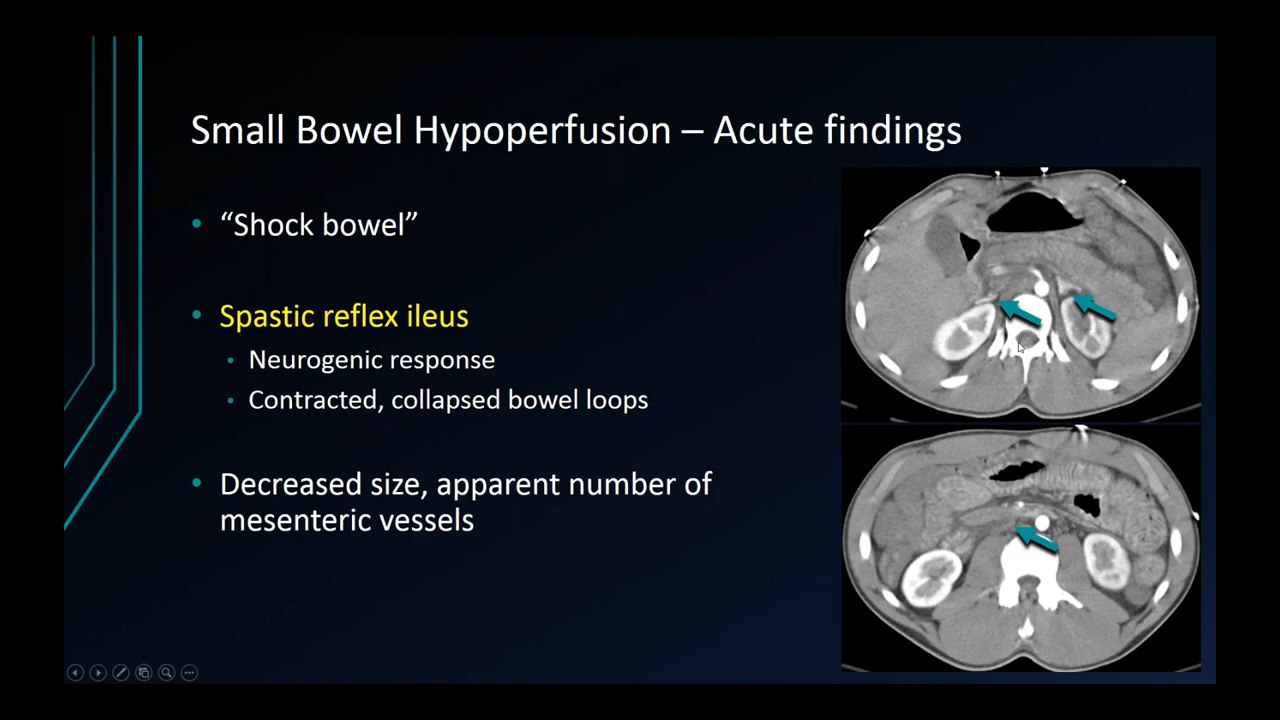 Small Bowel Hypoperfusion – Acute findings
“Shock bowel”
Spastic reflex ileus
Neurogenic response
Contracted, collapsed bowel loops
Decreased size, apparent number of
mesenteric vessels